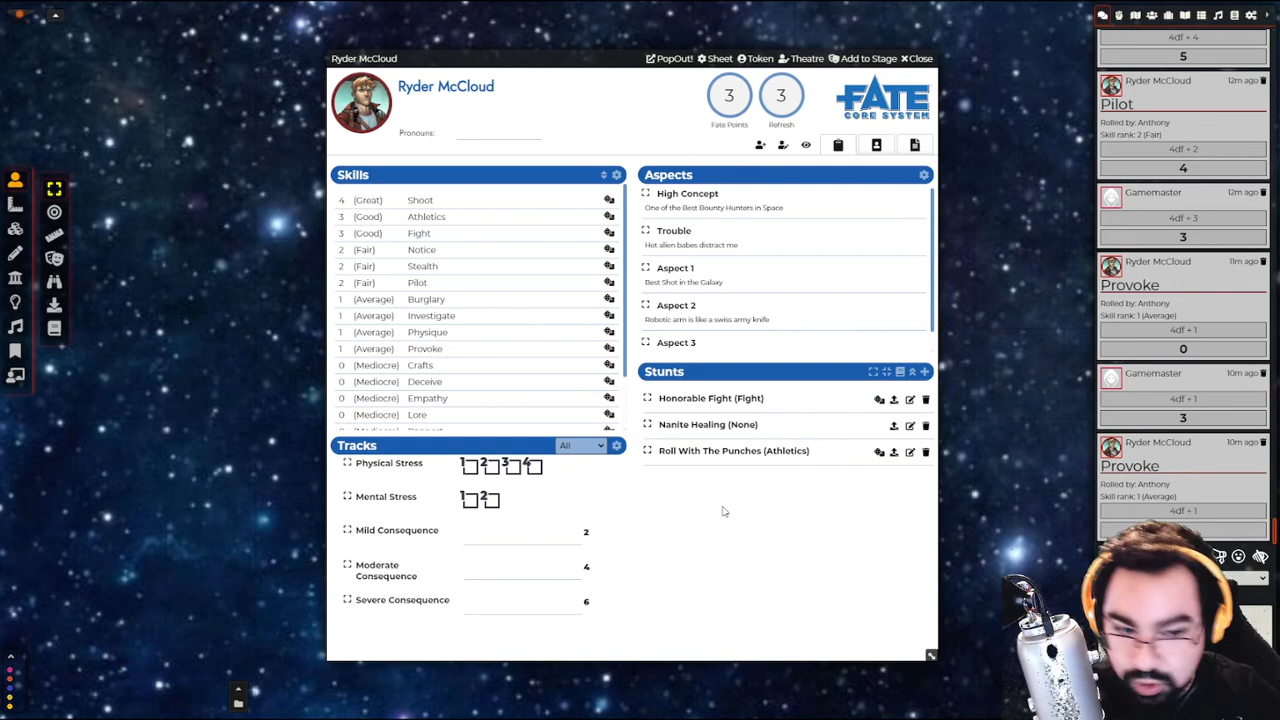 Ryder McCloud
PopOut! Sheet Token Theatre Add to Stage Close
Ryder McCloud
Pronouns:
3
Fate Points
3
Refresh
FATE
CORE SYSTEM
Skills
4 (Great) Shoot
3 (Good) Athletics
3 (Good) Fight
2 (Fair) Notice
2 (Fair) Stealth
2 (Fair) Pilot
1 (Average) Burglary
1 (Average) Investigate
1 (Average) Physique
1 (Average) Provoke
0 (Mediocre) Crafts
0 (Mediocre) Deceive
0 (Mediocre) Empathy
0 (Mediocre) Lore
Tracks
All
Physical Stress 1 2 3 4
Mental Stress 1 2
Mild Consequence 2
Moderate
Consequence
4
Severe Consequence 6
Aspects
High Concept
One of the Best Bounty Hunters in Space
Trouble
Hot alien babes distract me
Aspect 1
Best Shot in the Galaxy
Aspect 2
Robotic arm is like a swiss army knife
Aspect 3
Stunts
Honorable Fight (Fight)
Nanite Healing (None)
Roll With The Punches (Athletics)
4df + 4
5
Ryder McCloud 12m ago
Pilot
Rolled by: Anthony
Skill rank: 2 (Fair)
4df + 2
4
Gamemaster 12m ago
4df + 3
3
Ryder McCloud 11m ago
Provoke
Rolled by: Anthony
Skill rank: 1 (Average)
4df + 1
0
Gamemaster 10m ago
4df + 1
3
Ryder McCloud 10m ago
Provoke
Rolled by: Anthony
Skill rank: 1 (Average)
4df + 1